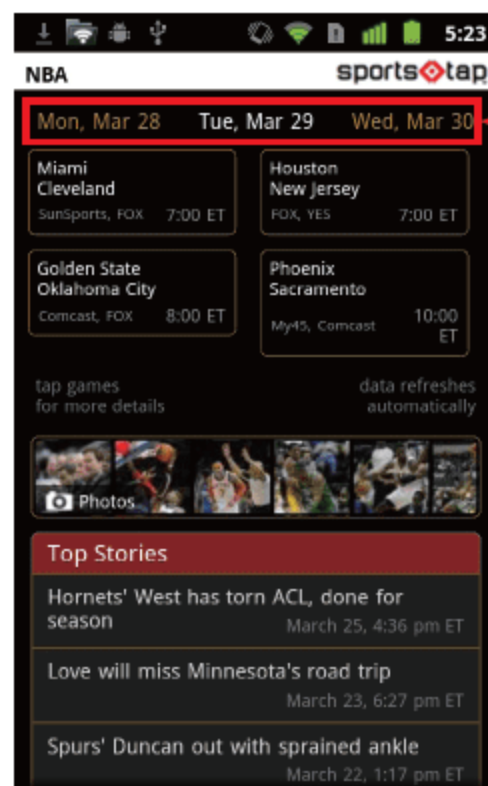 5:23
NBA
sports tap
Mon, Mar 28 Tue, Mar 29 Wed, Mar 30
Miami
Cleveland
SunSports, FOX 7:00 ET
Houston
New Jersey
FOX, YES 7:00 ET
Golden State
Oklahoma City
Comcast, FOX 8:00 ET
Phoenix
Sacramento
My45, Comcast 10:00
ET
tap games
for more details
data refreshes
automatically
Photos
Top Stories
Hornets' West has torn ACL, done for
season
March 25, 4:36 pm ET
Love will miss Minnesota's road trip
March 23, 6:27 pm ET
Spurs' Duncan out with sprained ankle
March 22, 1:17 pm ET